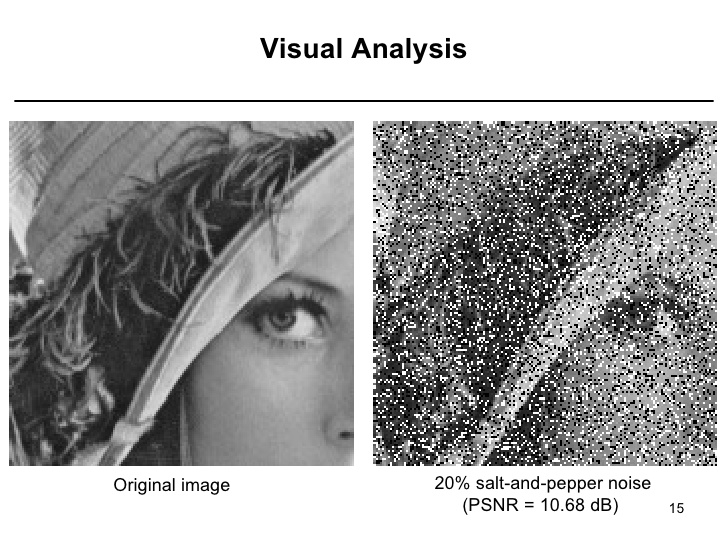 Visual Analysis
Original image
20% salt-and-pepper noise
(PSNR = 10.68 dB)
15